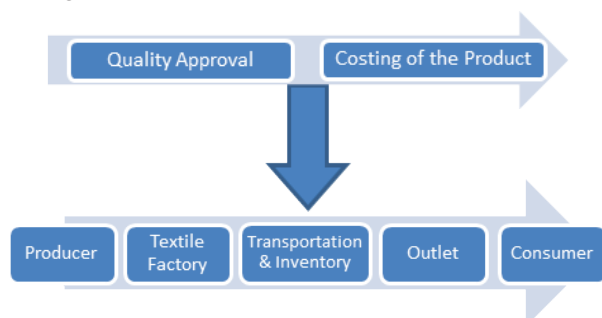 Quality Approval
Costing of the Product
Producer
Textile
Factory
Transportation
& Inventory
Outlet
Consumer